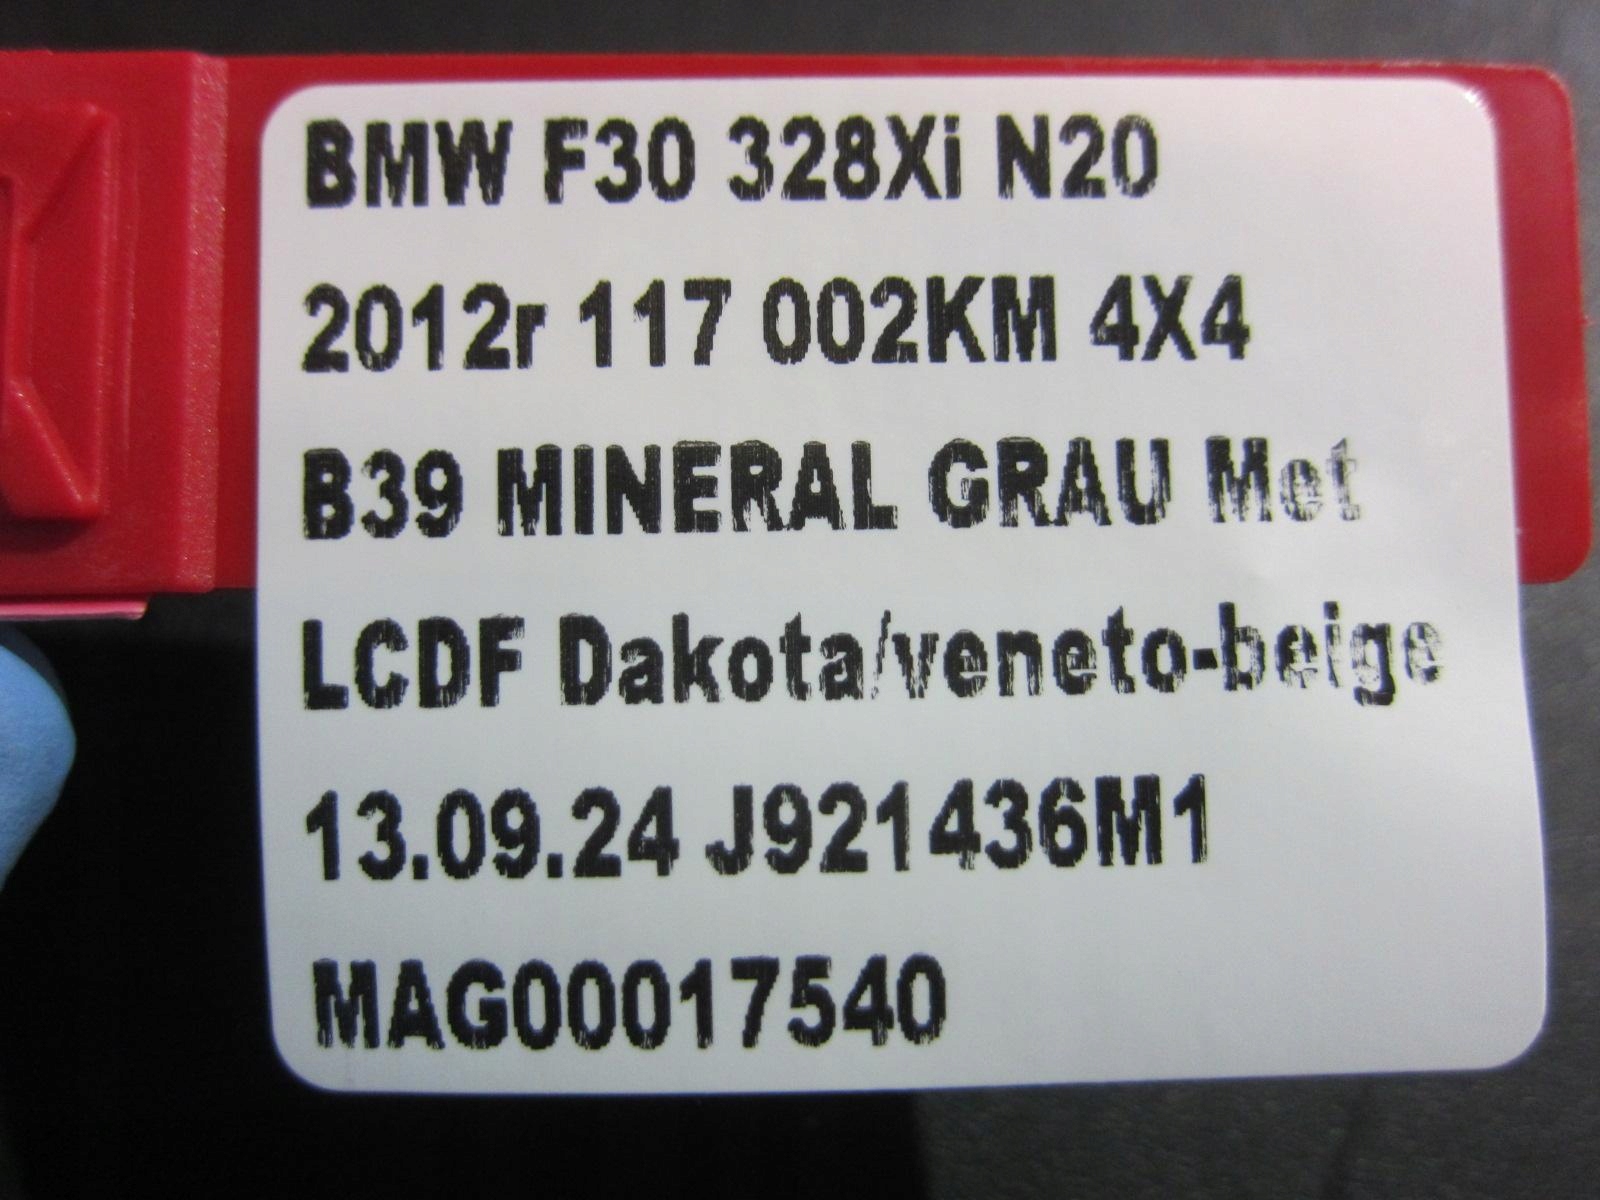 BMW F30 328Xi N20
2012r 117 002KM 4X4
B39 MINERAL GRAU Met
LCDF Dakota/veneto-beige
13.09.24 J921436M1
MAG00017540